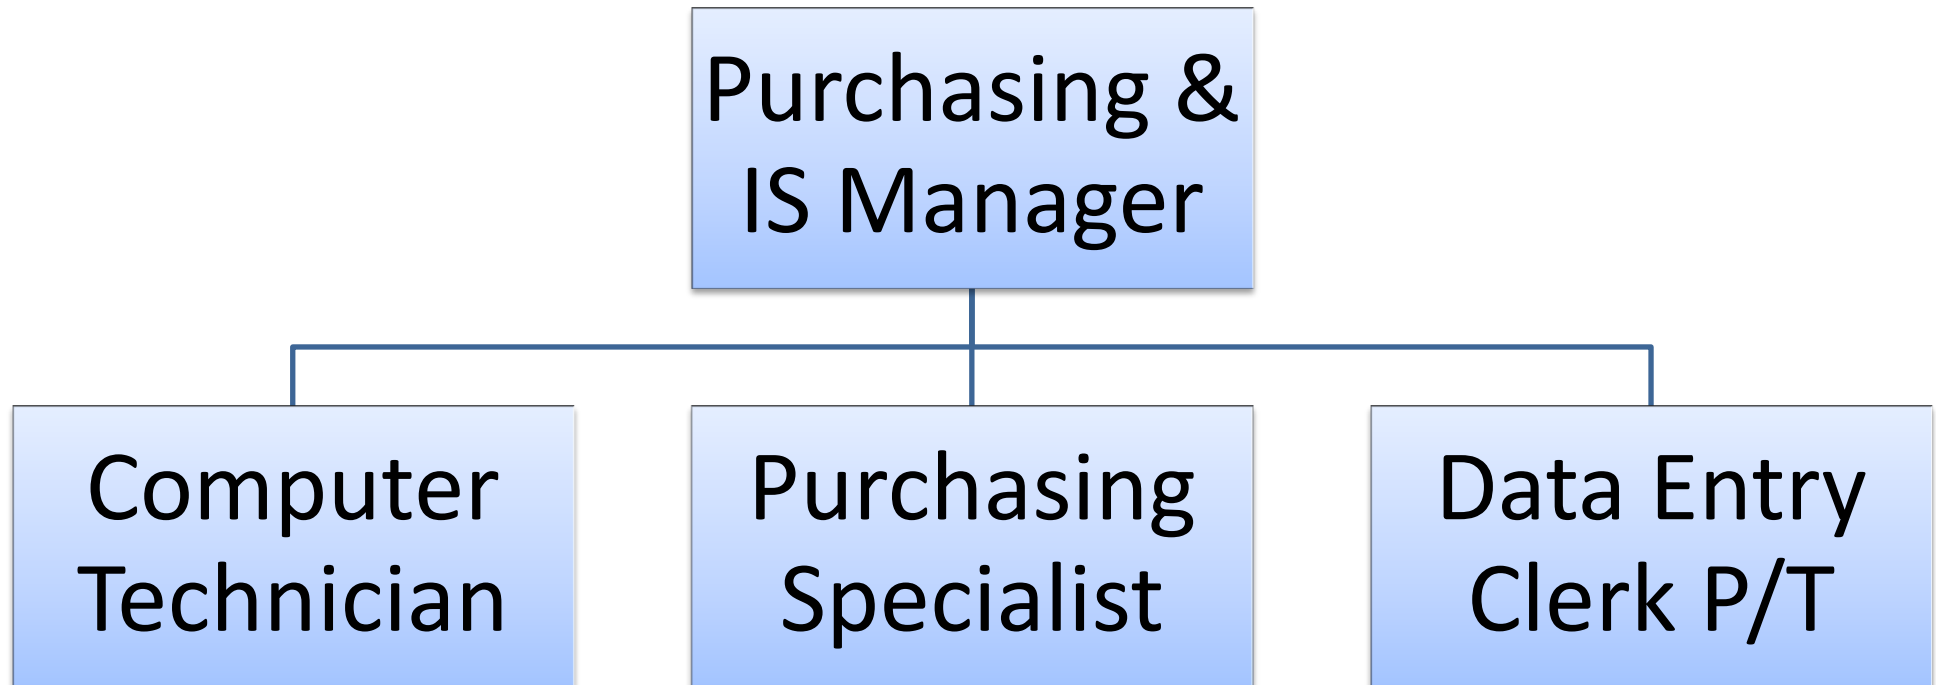 Purchasing &
IS Manager
Computer
Technician
Purchasing
Specialist
Data Entry
Clerk P/T